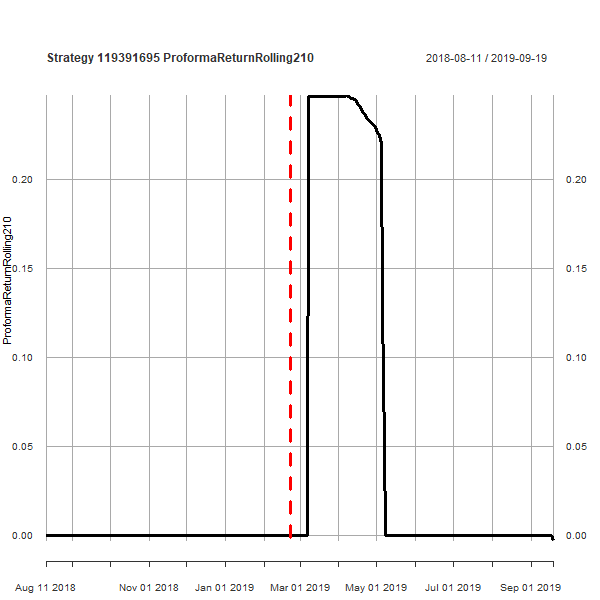 Strategy 119391695 ProformaReturnRolling210
2018-08-11 / 2019-09-19
ProformaReturnRolling210
0.20 0.20
0.15 0.15
0.10 0.10
0.05 0.05
0.00 0.00
Aug 11 2018 Nov 01 2018 Jan 01 2019 Mar 01 2019 May 01 2019 Jul 01 2019 Sep 01 2019